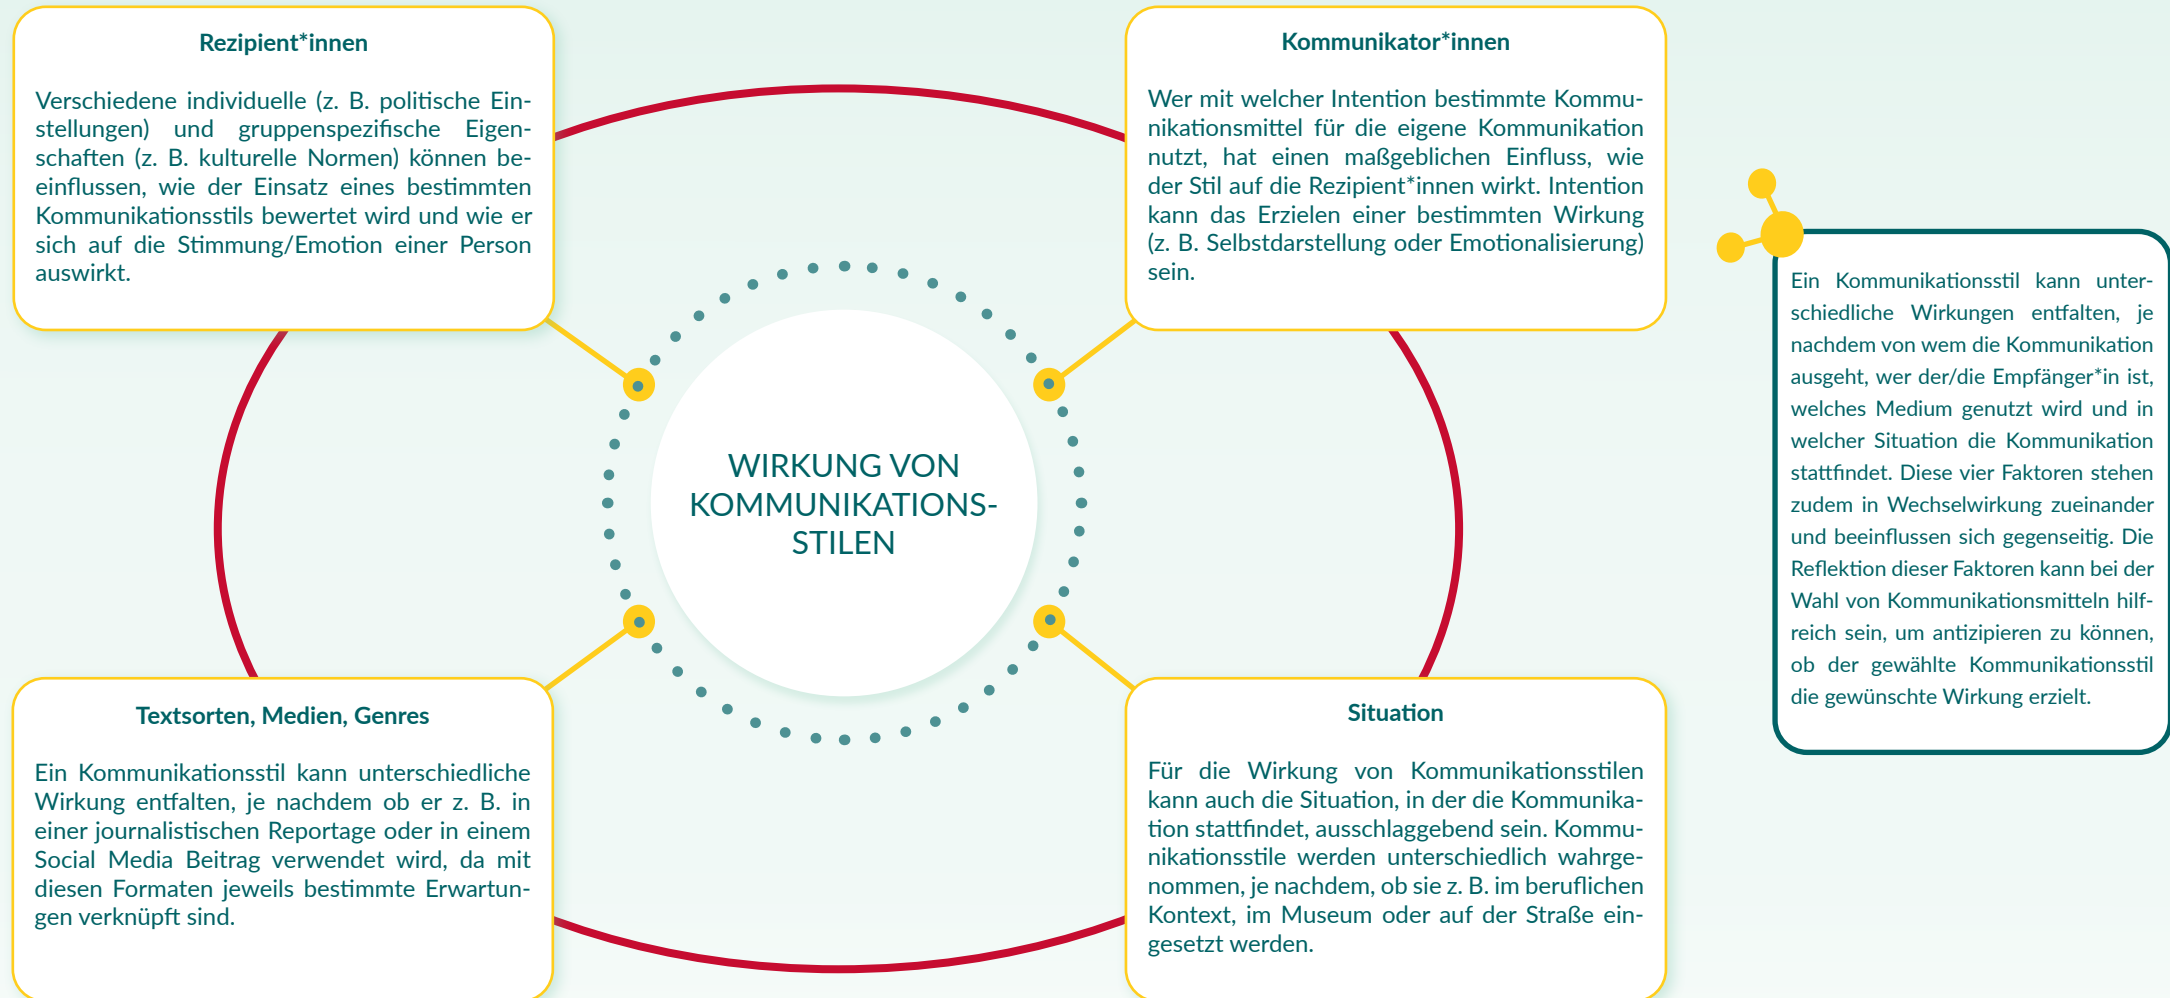 Rezipient*innen
Verschiedene individuelle (z. B. politische Ein-
stellungen) und gruppenspezifische Eigen-
schaften (z. B. kulturelle Normen) können be-
einflussen, wie der Einsatz eines bestimmten
Kommunikationsstils bewertet wird und wie er
sich auf die Stimmung/Emotion einer Person
auswirkt.
Kommunikator*innen
Wer mit welcher Intention bestimmte Kommu-
nikationsmittel für die eigene Kommunikation
nutzt, hat einen maßgeblichen Einfluss, wie
der Stil auf die Rezipient*innen wirkt. Intention
kann das Erzielen einer bestimmten Wirkung
(z. B. Selbstdarstellung oder Emotionalisierung)
sein.
WIRKUNG VON
KOMMUNIKATIONS-
STILEN
Textsorten, Medien, Genres
Ein Kommunikationsstil kann unterschiedliche
Wirkung entfalten, je nachdem ob er z. B. in
einer journalistischen Reportage oder in einem
Social Media Beitrag verwendet wird, da mit
diesen Formaten jeweils bestimmte Erwartun-
gen verknüpft sind.
Situation
Für die Wirkung von Kommunikationsstilen
kann auch die Situation, in der die Kommunika-
tion stattfindet, ausschlaggebend sein. Kommu-
nikationsstile werden unterschiedlich wahrge-
nommen, je nachdem, ob sie z. B. im beruflichen
Kontext, im Museum oder auf der Straße ein-
gesetzt werden.
Ein Kommunikationsstil kann unter-
schiedliche Wirkungen entfalten, je
nachdem von wem die Kommunikation
ausgeht, wer der/die Empfänger*in ist,
welches Medium genutzt wird und in
welcher Situation die Kommunikation
stattfindet. Diese vier Faktoren stehen
zudem in Wechselwirkung zueinander
und beeinflussen sich gegenseitig. Die
Reflektion dieser Faktoren kann bei der
Wahl von Kommunikationsmitteln hilf-
reich sein, um antizipieren zu können,
ob der gewählte Kommunikationsstil
die gewünschte Wirkung erzielt.